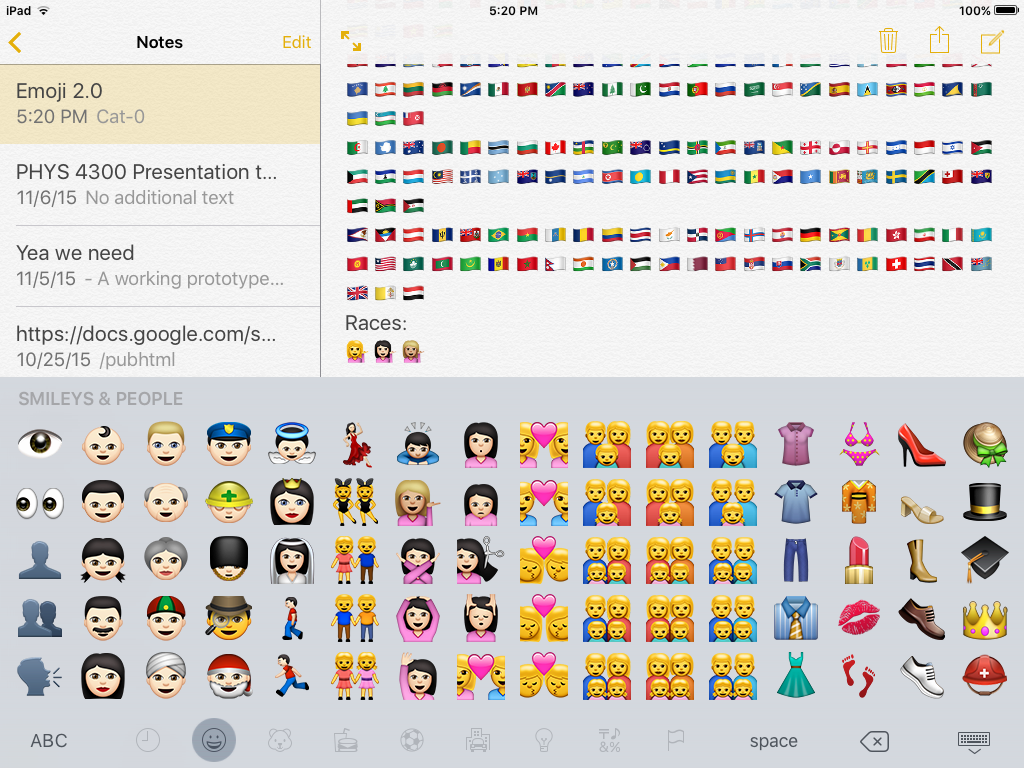 iPad 5:20 PM 100%
Notes Edit
Emoji 2.0
5:20 PM Cat-0
PHYS 4300 Presentation t...
11/6/15 No additional text
Yea we need
11/5/15 - A working prototype...
https://docs.google.com/s...
10/25/15 /pubhtml
Races:
SMILEYS & PEOPLE
ABC space